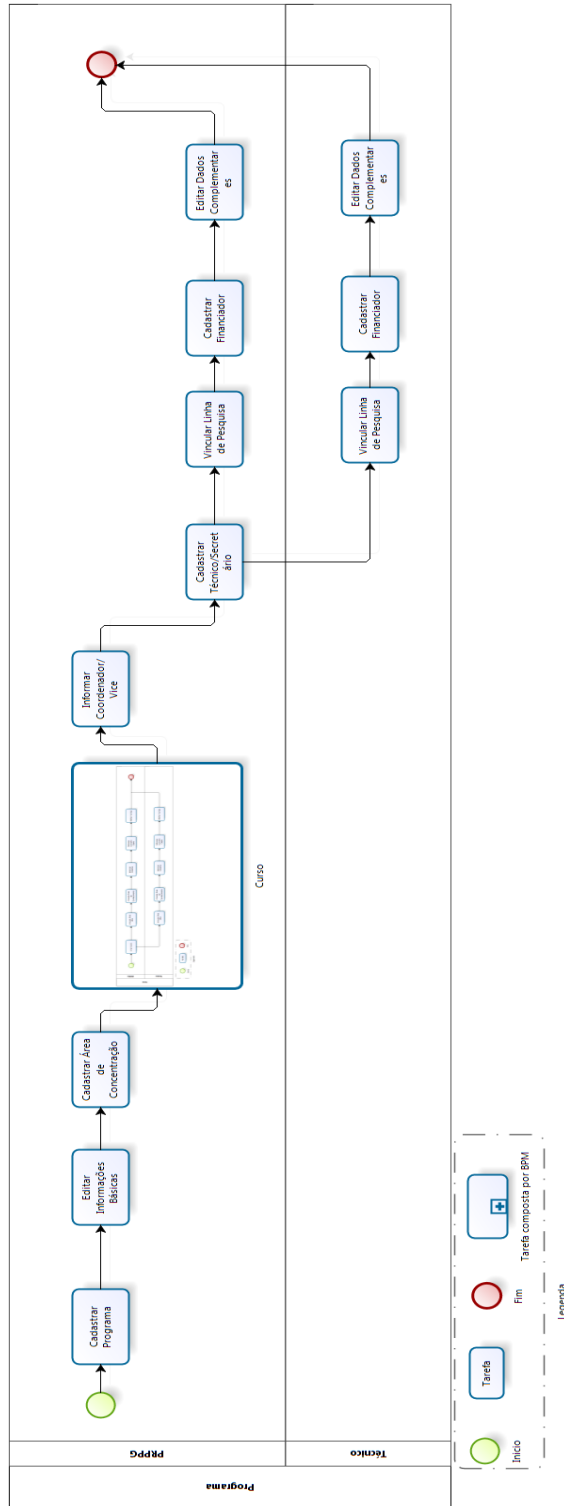 Programa
PRPPG
Técnico
Cadastrar
Programa
Editar
Informações
Básicas
Cadastrar Área
de
Concentração
Curso
Informar
Coordenador/
Vice
Cadastrar
Técnico/Secret
ário
Vincular Linha
de Pesquisa
Cadastrar
Financiador
Editar Dados
Complementar
es
Vincular Linha
de Pesquisa
Cadastrar
Financiador
Editar Dados
Complementar
es
Inicio
Tarefa
Fim
Tarefa composta por BPM
Legenda